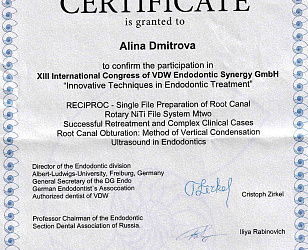 CERTIFICATE
is granted to
Alina Dmitrova
to confirm the participation in
XIII International Congress of VDW Endodontic Synergy GmbH
"Innovative Techniques in Endodontic Treatment"
RECIPROC - Single File Preparation of Root Canal
Rotary NiTi File System Mtwo
Successful Retreatment and Complex Clinical Cases
Root Canal Obturation: Method of Vertical Condensation
Ultrasound in Endodontics
Director of the Endodontic division
Albert-Ludwigs-University, Freiburg, Germany
General Secretary of the DG Endo
German Endodontist's Assocoation
Authorized dentist of VDW
Cristoph Zirkel
Professor Chairman of the Endodontic
Section Dental Association of Russia.
Iliya Rabinovich